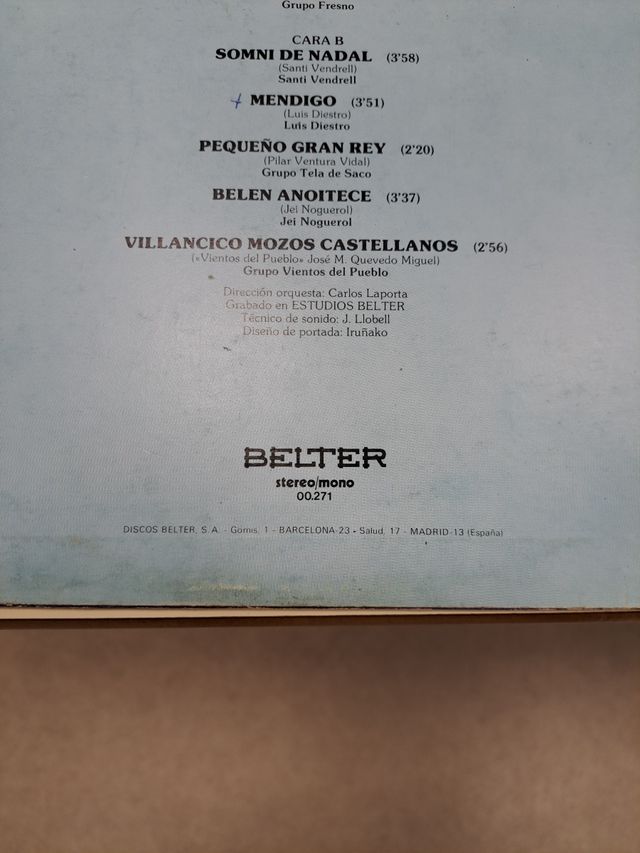 Grupo Fresno
CARA B
SOMNI DE NADAL (3'58)
(Santi Vendrell)
Santi Vendrell
+ MENDIGO (3'51)
(Luis Diestro)
Luis Diestro
PEQUEÑO GRAN REY (2'20)
(Pilar Ventura Vidal)
Grupo Tela de Saco
BELEN ANOITECE (3'37)
(Jei Noguerol)
Jei Noguerol
VILLANCICO MOZOS CASTELLANOS (2'56)
(«Vientos del Pueblo» José M. Quevedo Miguel)
Grupo Vientos del Pueblo
Dirección orquesta: Carlos Laporta
Grabado en ESTUDIOS BELTER
Técnico de sonido: J. Llobell
Diseño de portada: Iruñako
BELTER
stereo/mono
00.271
DISCOS BELTER, S.A. - Gomis, 1 - BARCELONA-23 - Salud, 17 - MADRID-13 (España)